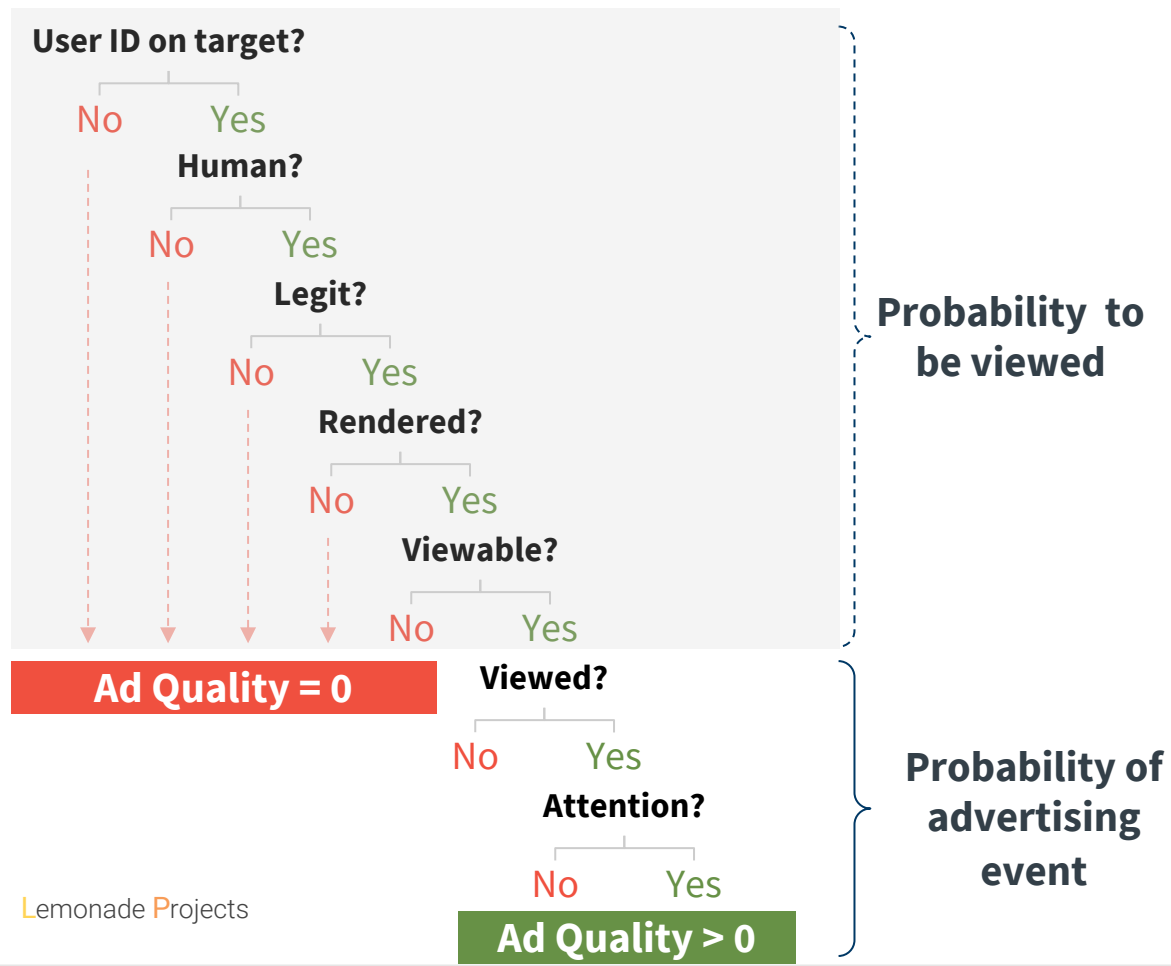 User ID on target?
No Yes
Human?
No Yes
Legit?
No Yes
Rendered?
No Yes
Viewable?
No Yes
Probability to
be viewed
Ad Quality = 0
Viewed?
No Yes
Attention?
No Yes
Ad Quality > 0
Probability of
advertising
event
Lemonade Projects